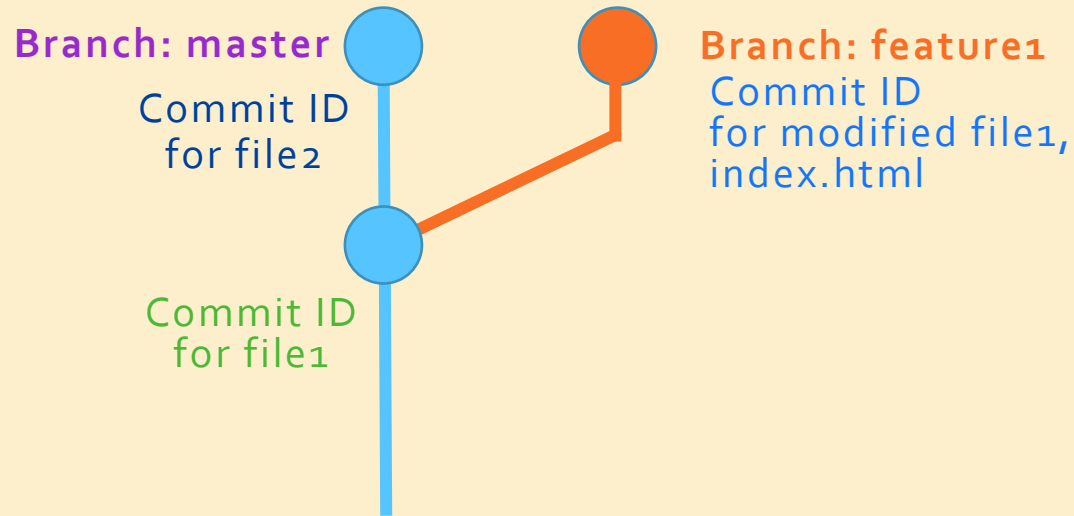 Branch: master
Commit ID
for file2
Branch: feature1
Commit ID
for modified file1,
index.html
Commit ID
for file1